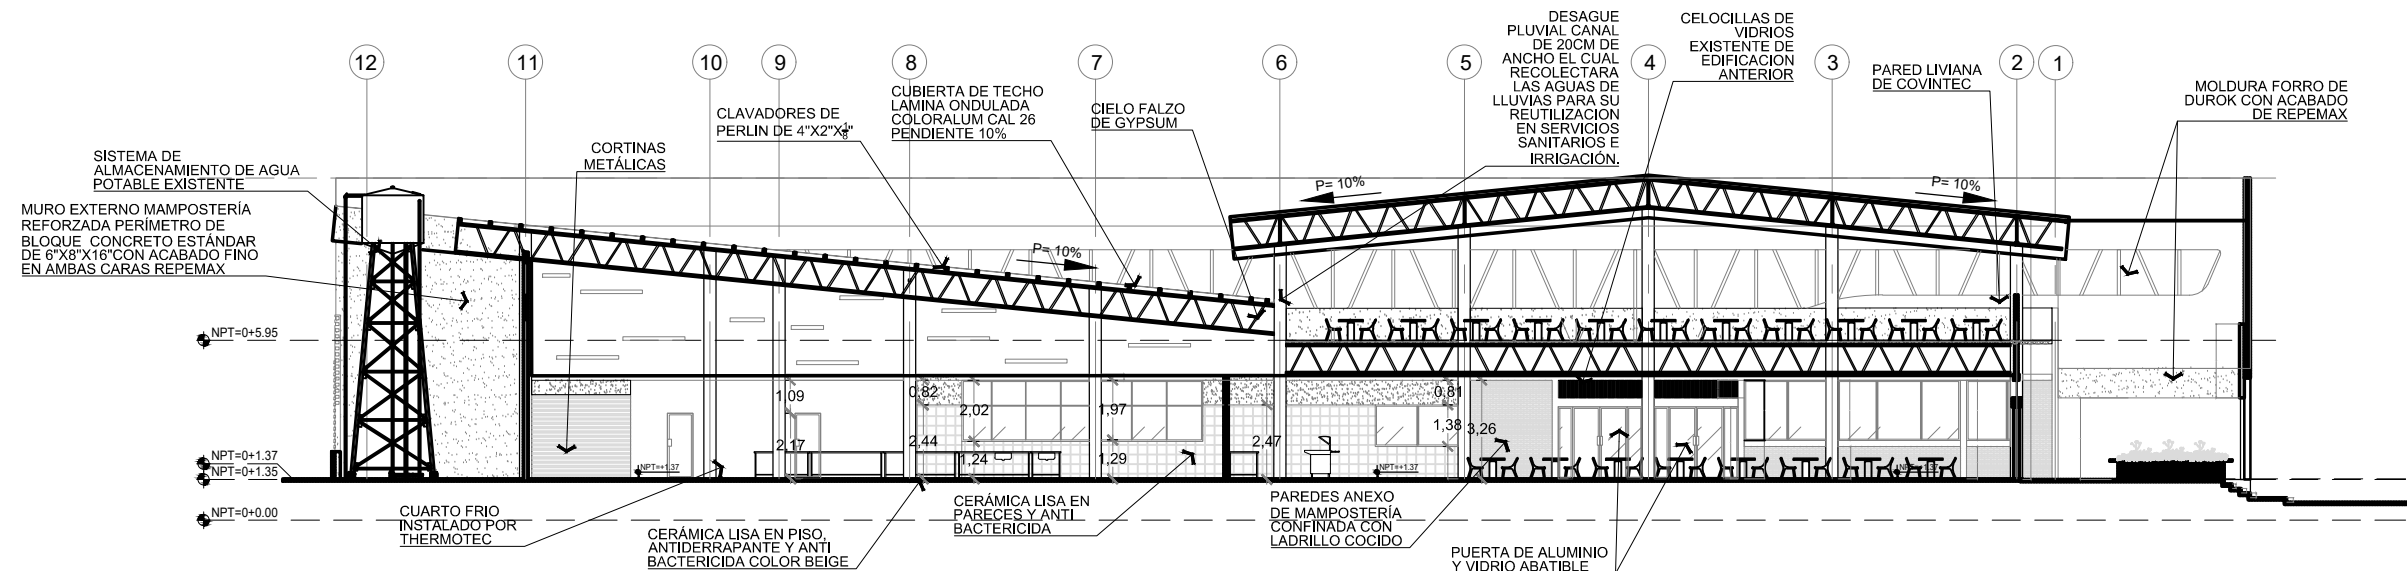 DESAGUE
PLUVIAL CANAL
DE 20CM DE
ANCHO EL CUAL
RECOLECTARA
LAS AGUAS DE
LLUVIAS PARA SU
REUTILIZACION
EN SERVICIOS
SANITARIOS E
IRRIGACIÓN.
CELOCILLAS DE
VIDRIOS
EXISTENTE DE
EDIFICACION
ANTERIOR
12
11
10
9
8
7
6
5
4
3
2
1
PARED LIVIANA
DE COVINTEC
MOLDURA FORRO DE
DUROK CON ACABADO
DE REPEMAX
CUBIERTA DE TECHO
LAMINA ONDULADA
COLORALUM CAL 26
PENDIENTE 10%
CIELO FALZO
DE GYPSUM
CLAVADORES DE
PERLIN DE 4"X2"X1/8"
CORTINAS
METÁLICAS
SISTEMA DE
ALMACENAMIENTO DE AGUA
POTABLE EXISTENTE
MURO EXTERNO MAMPOSTERÍA
REFORZADA PERÍMETRO DE
BLOQUE CONCRETO ESTÁNDAR
DE 6"X8"X16"CON ACABADO FINO
EN AMBAS CARAS REPEMAX
P= 10%
P= 10%
P= 10%
NPT=0+5.95
1,09
0,82
2,02
1,97
0,81
2,17
2,44
1,24
1,29
2,47
1,38
3,26
NPT=0+1.37
NPT=0+1.35
NPT=+1.37
NPT=+1.37
NPT=+1.37
NPT=0+0.00
CUARTO FRIO
INSTALADO POR
THERMOTEC
CERÁMICA LISA EN PISO,
ANTIDERRAPANTE Y ANTI
BACTERICIDA COLOR BEIGE
CERÁMICA LISA EN
PARECES Y ANTI
BACTERICIDA
PAREDES ANEXO
DE MAMPOSTERÍA
CONFINADA CON
LADRILLO COCIDO
PUERTA DE ALUMINIO
Y VIDRIO ABATIBLE